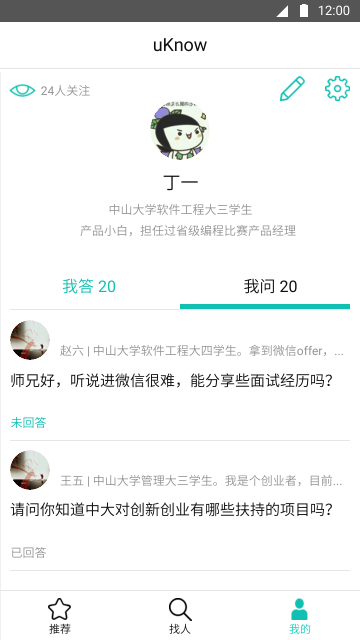 12:00
uKnow
24人关注
丁一
中山大学软件工程大三学生
产品小白，担任过省级编程比赛产品经理
我答 20
我问 20
赵六 | 中山大学软件工程大四学生。拿到微信offer，...
师兄好，听说进微信很难，能分享些面试经历吗？
未回答
王五 | 中山大学管理大三学生。我是个创业者，目前...
请问你知道中大对创新创业有哪些扶持的项目吗？
已回答
推荐
找人
我的